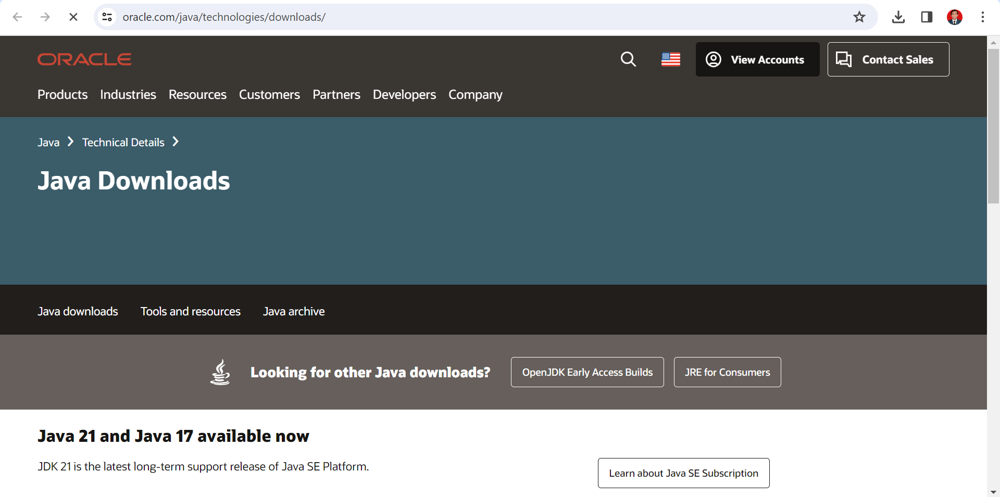 oracle.com/java/technologies/downloads/
ORACLE
View Accounts
Contact Sales
Products Industries Resources Customers Partners Developers Company
Java Technical Details
Java Downloads
Java downloads Tools and resources Java archive
Looking for other Java downloads? OpenJDK Early Access Builds JRE for Consumers
Java 21 and Java 17 available now
JDK 21 is the latest long-term support release of Java SE Platform.
Learn about Java SE Subscription